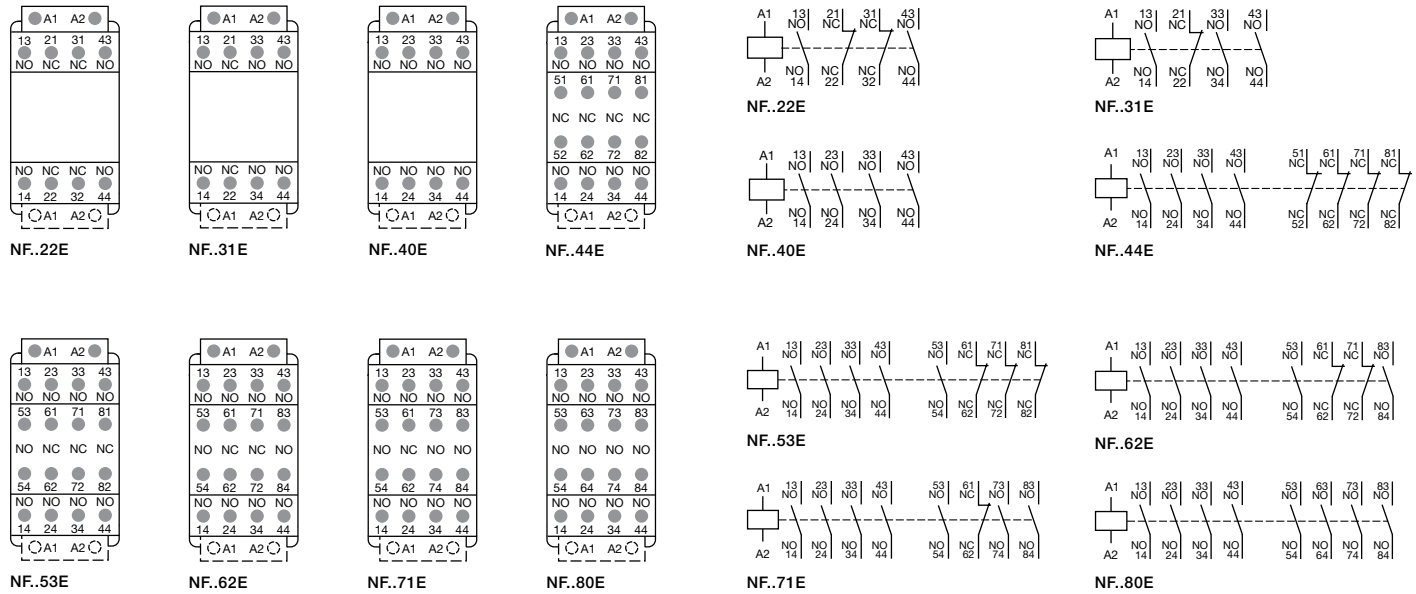 A1 A2
13 21 31 43
NO NC NC NO
NO NC NC NO
14 22 32 44
A1 A2
NF..22E
A1 A2
13 21 33 43
NO NC NO NO
NO NC NO NO
14 22 34 44
A1 A2
NF..31E
A1 A2
13 23 33 43
NO NO NO NO
NO NO NO NO
14 24 34 44
A1 A2
NF..40E
A1 A2
13 23 33 43
NO NO NO NO
51 61 71 81
NC NC NC NC
52 62 72 82
NO NO NO NO
14 24 34 44
A1 A2
NF..44E
A1 13 21 31 43
NO NC NC NO
NO NC NC NO
A2 14 22 32 44
NF..22E
A1 13 21 33 43
NO NC NO NO
NO NC NO NO
A2 14 22 34 44
NF..31E
A1 13 23 33 43
NO NO NO NO
NO NO NO NO
A2 14 24 34 44
NF..40E
A1 13 23 33 43 51 61 71 81
NO NO NO NO NC NC NC NC
NO NO NO NO NC NC NC NC
A2 14 24 34 44 52 62 72 82
NF..44E
A1 A2
13 23 33 43
NO NO NO NO
53 61 71 81
NO NC NC NC
54 62 72 82
NO NO NO NO
14 24 34 44
A1 A2
NF..53E
A1 A2
13 23 33 43
NO NO NO NO
53 61 71 83
NO NC NC NO
54 62 72 84
NO NO NO NO
14 24 34 44
A1 A2
NF..62E
A1 A2
13 23 33 43
NO NO NO NO
53 61 73 83
NO NC NO NO
54 62 74 84
NO NO NO NO
14 24 34 44
A1 A2
NF..71E
A1 A2
13 23 33 43
NO NO NO NO
53 63 73 83
NO NO NO NO
54 64 74 84
NO NO NO NO
14 24 34 44
A1 A2
NF..80E
A1 13 23 33 43 53 61 71 81
NO NO NO NO NO NC NC NC
NO NO NO NO NO NC NC NC
A2 14 24 34 44 54 62 72 82
NF..53E
A1 13 23 33 43 53 61 71 83
NO NO NO NO NO NC NC NO
NO NO NO NO NO NC NC NO
A2 14 24 34 44 54 62 72 84
NF..62E
A1 13 23 33 43 53 61 73 83
NO NO NO NO NO NC NO NO
NO NO NO NO NO NC NO NO
A2 14 24 34 44 54 62 74 84
NF..71E
A1 13 23 33 43 53 63 73 83
NO NO NO NO NO NO NO NO
NO NO NO NO NO NO NO NO
A2 14 24 34 44 54 64 74 84
NF..80E